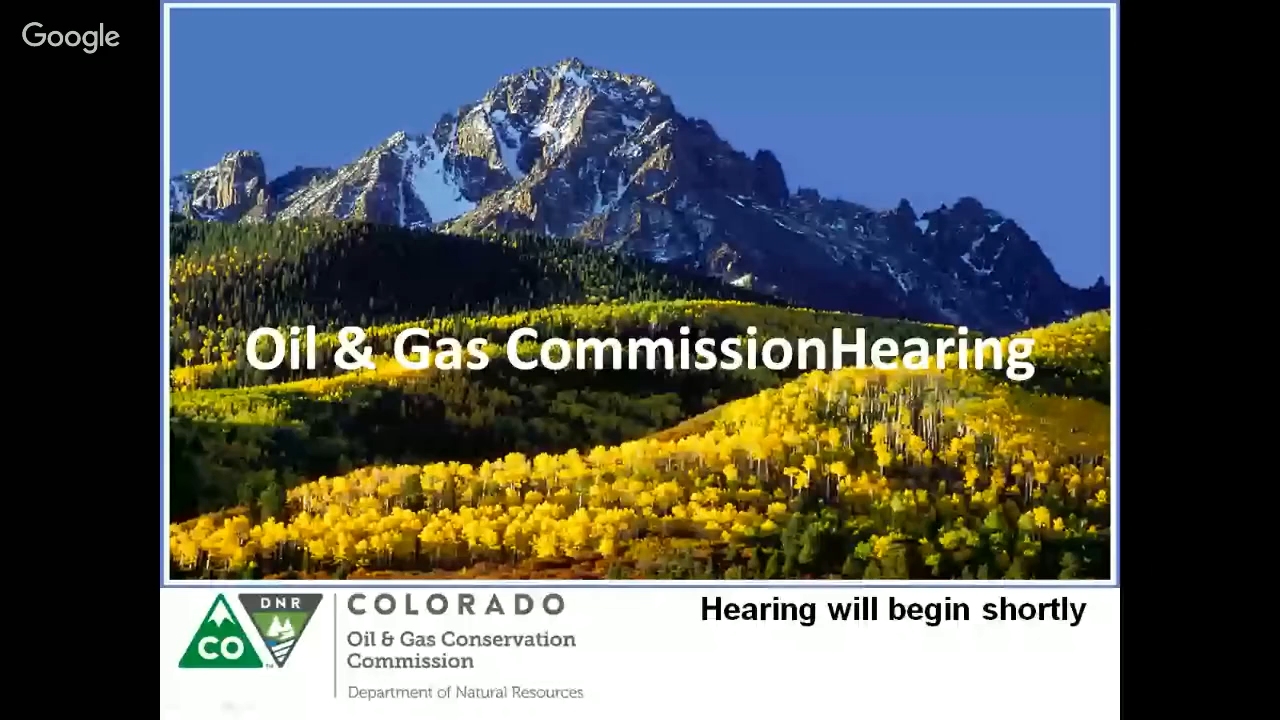 Google
Oil & Gas CommissionHearing
DNR
CO
TM
COLORADO
Oil & Gas Conservation
Commission
Department of Natural Resources
Hearing will begin shortly